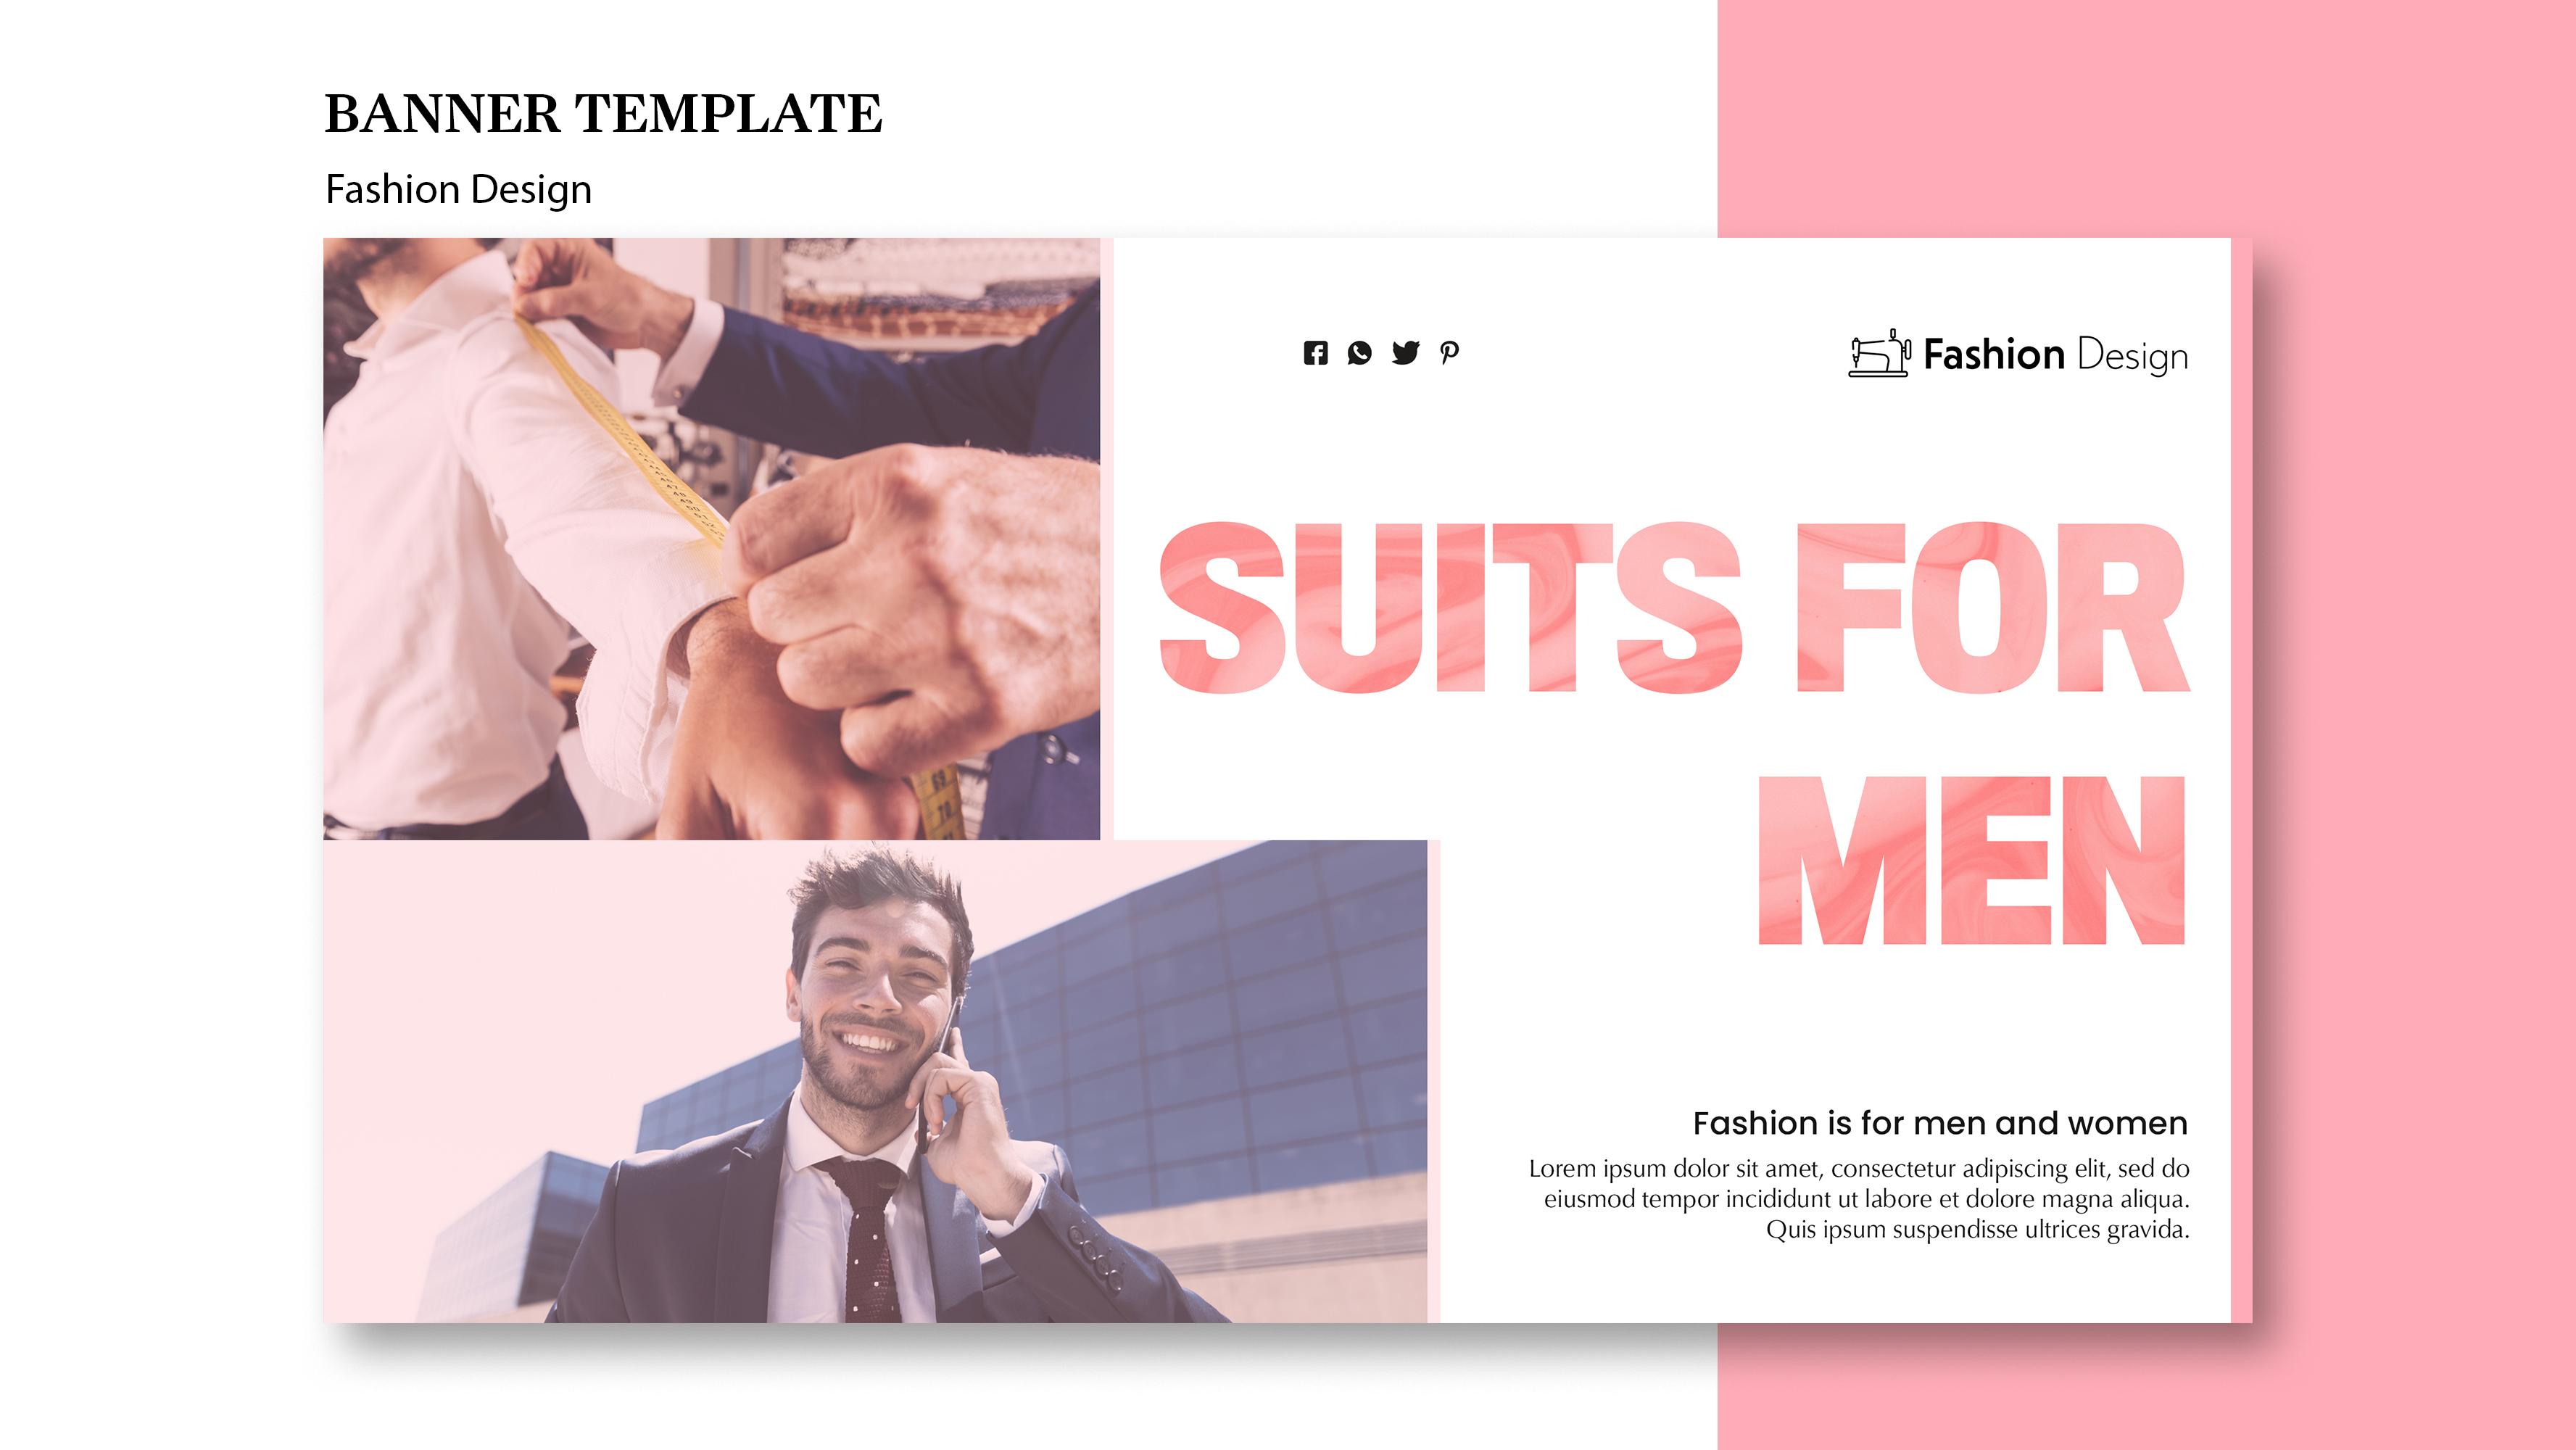 BANNER TEMPLATE
Fashion Design
Fashion Design
SUITS FOR
MEN
Fashion is for men and women
Lorem ipsum dolor sit amet, consectetur adipiscing elit, sed do
eiusmod tempor incididunt ut labore et dolore magna aliqua.
Quis ipsum suspendisse ultrices gravida.
69
70